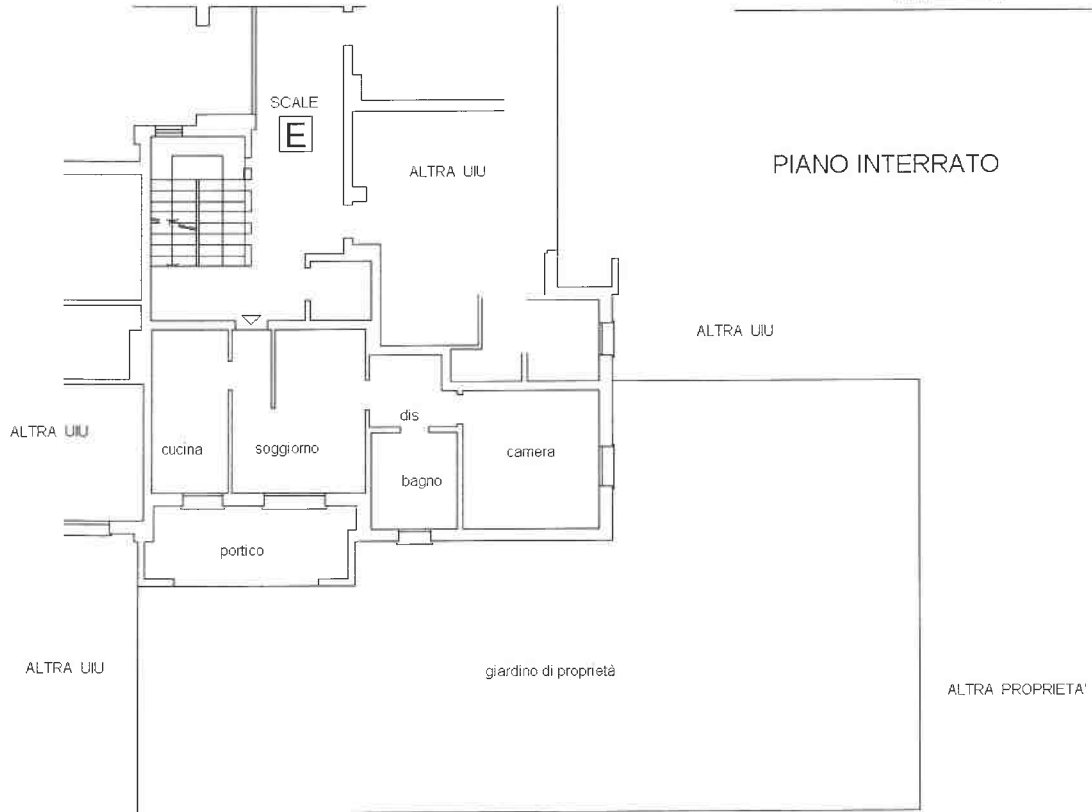 SCALE
E
ALTRA UIU
PIANO INTERRATO
ALTRA UIU
ALTRA UIU
cucina
soggiorno
dis
bagno
camera
portico
ALTRA UIU
giardino di proprietà
ALTRA PROPRIETA'